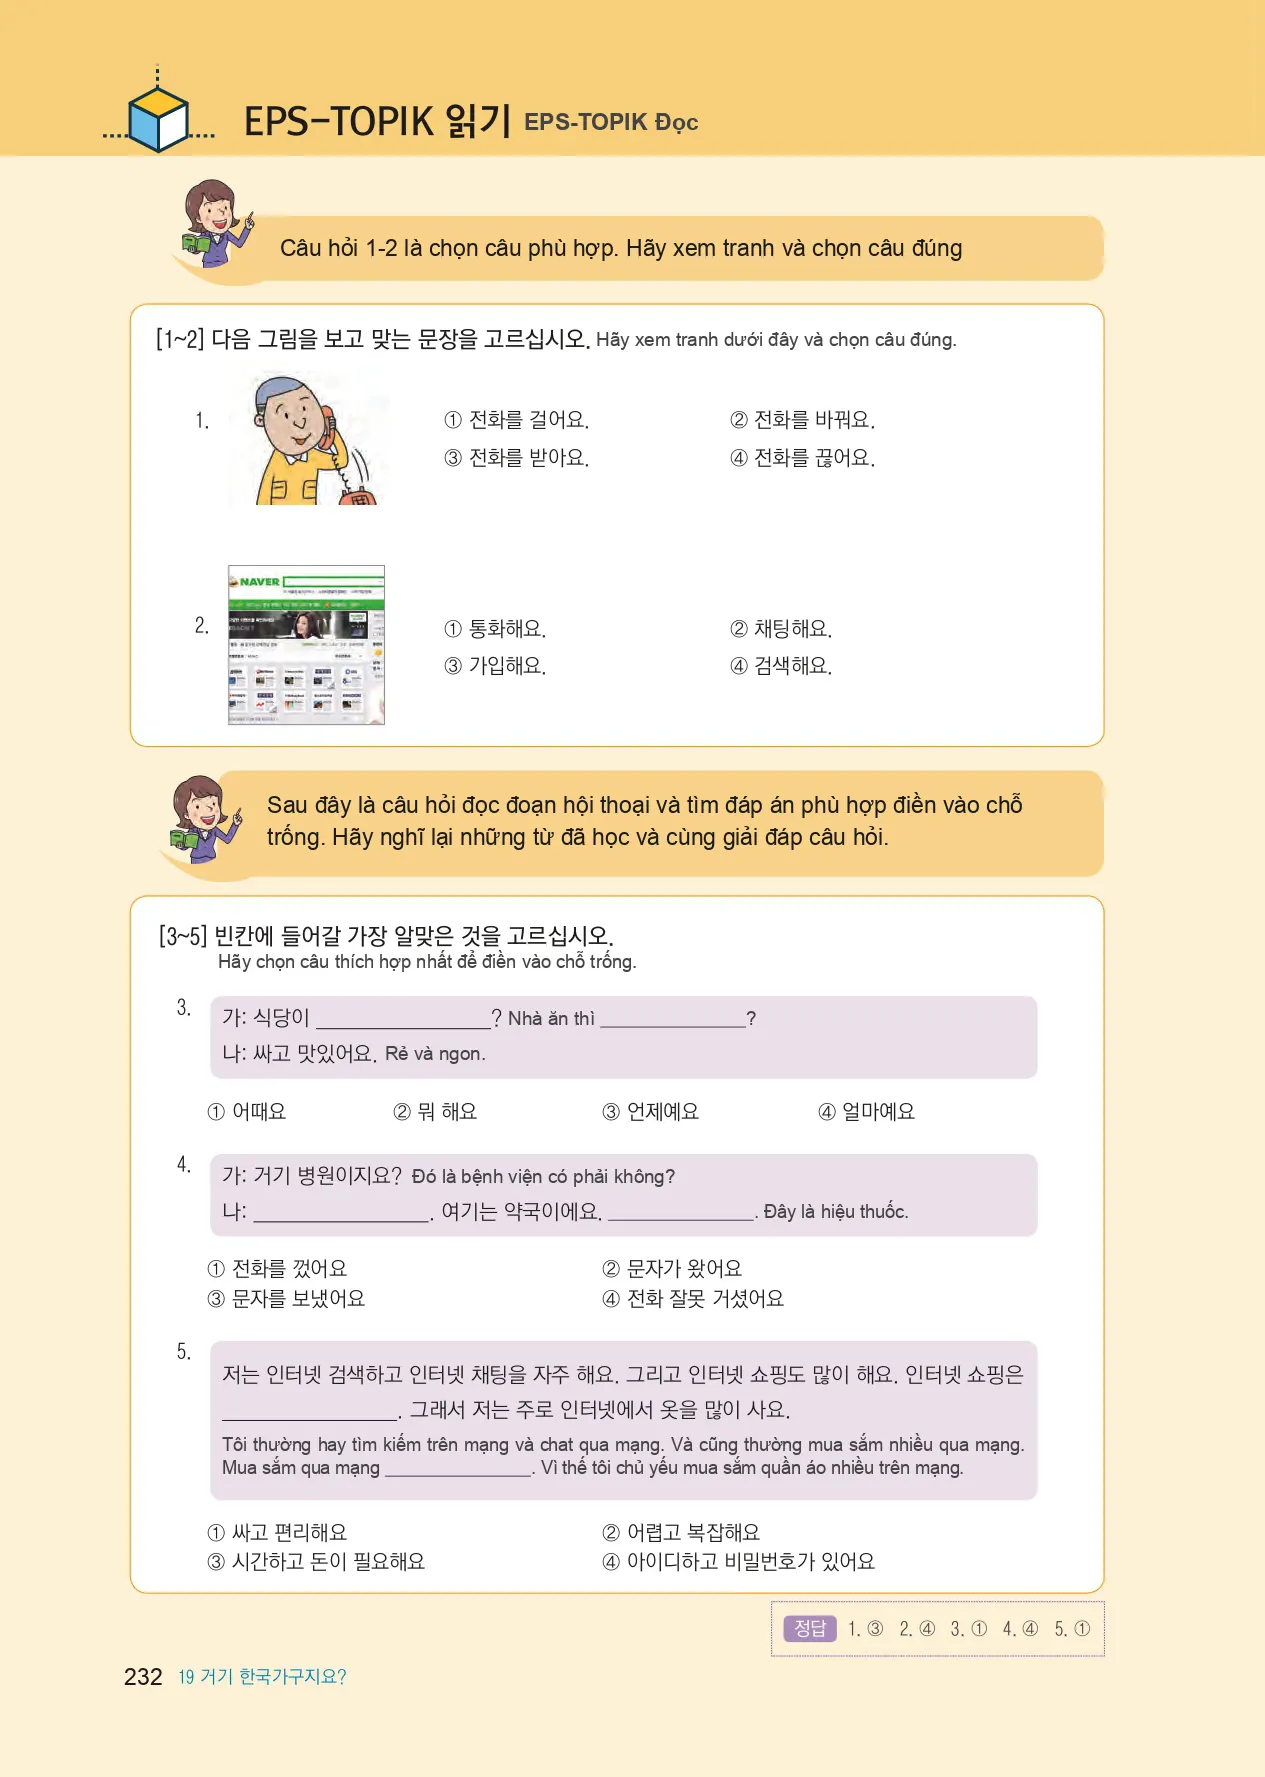 EPS-TOPIK 읽기 EPS-TOPIK Đọc
Câu hỏi 1-2 là chọn câu phù hợp. Hãy xem tranh và chọn câu đúng
[1~2] 다음 그림을 보고 맞는 문장을 고르십시오. Hãy xem tranh dưới đây và chọn câu đúng.
1.
① 전화를 걸어요. ② 전화를 바꿔요.
③ 전화를 받아요. ④ 전화를 끊어요.
NAVER
2.
① 통화해요. ② 채팅해요.
③ 가입해요. ④ 검색해요.
Sau đây là câu hỏi đọc đoạn hội thoại và tìm đáp án phù hợp điền vào chỗ
trống. Hãy nghĩ lại những từ đã học và cùng giải đáp câu hỏi.
[3~5] 빈칸에 들어갈 가장 알맞은 것을 고르십시오.
Hãy chọn câu thích hợp nhất để điền vào chỗ trống.
3.
가: 식당이 ________________? Nhà ăn thì ______________?
나: 싸고 맛있어요. Rẻ và ngon.
① 어때요 ② 뭐 해요 ③ 언제예요 ④ 얼마예요
4.
가: 거기 병원이지요? Đó là bệnh viện có phải không?
나: ________________. 여기는 약국이에요. ______________. Đây là hiệu thuốc.
① 전화를 껐어요 ② 문자가 왔어요
③ 문자를 보냈어요 ④ 전화 잘못 거셨어요
5.
저는 인터넷 검색하고 인터넷 채팅을 자주 해요. 그리고 인터넷 쇼핑도 많이 해요. 인터넷 쇼핑은
________________. 그래서 저는 주로 인터넷에서 옷을 많이 사요.
Tôi thường hay tìm kiếm trên mạng và chat qua mạng. Và cũng thường mua sắm nhiều qua mạng.
Mua sắm qua mạng ______________. Vì thế tôi chủ yếu mua sắm quần áo nhiều trên mạng.
① 싸고 편리해요 ② 어렵고 복잡해요
③ 시간하고 돈이 필요해요 ④ 아이디하고 비밀번호가 있어요
정답 1. ③ 2. ④ 3. ① 4. ④ 5. ①
232 19 거기 한국가구지요?